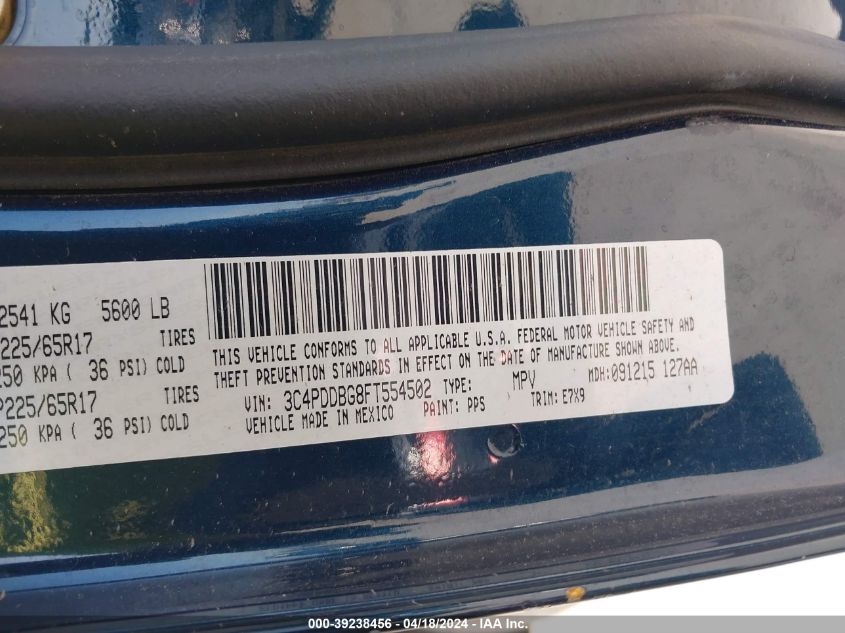 2541 KG 5600 LB
225/65R17 TIRES
250 KPA ( 36 PSI) COLD
P225/65R17 TIRES
250 KPA ( 36 PSI) COLD
THIS VEHICLE CONFORMS TO ALL APPLICABLE U.S.A. FEDERAL MOTOR VEHICLE SAFETY AND
THEFT PREVENTION STANDARDS IN EFFECT ON THE DATE OF MANUFACTURE SHOWN ABOVE.
VIN: 3C4PDDBG8FT554502 TYPE: MPV MDH:091215 127AA
VEHICLE MADE IN MEXICO PAINT: PPS TRIM: E7X9
000-39238456 - 04/18/2024 - IAA Inc.